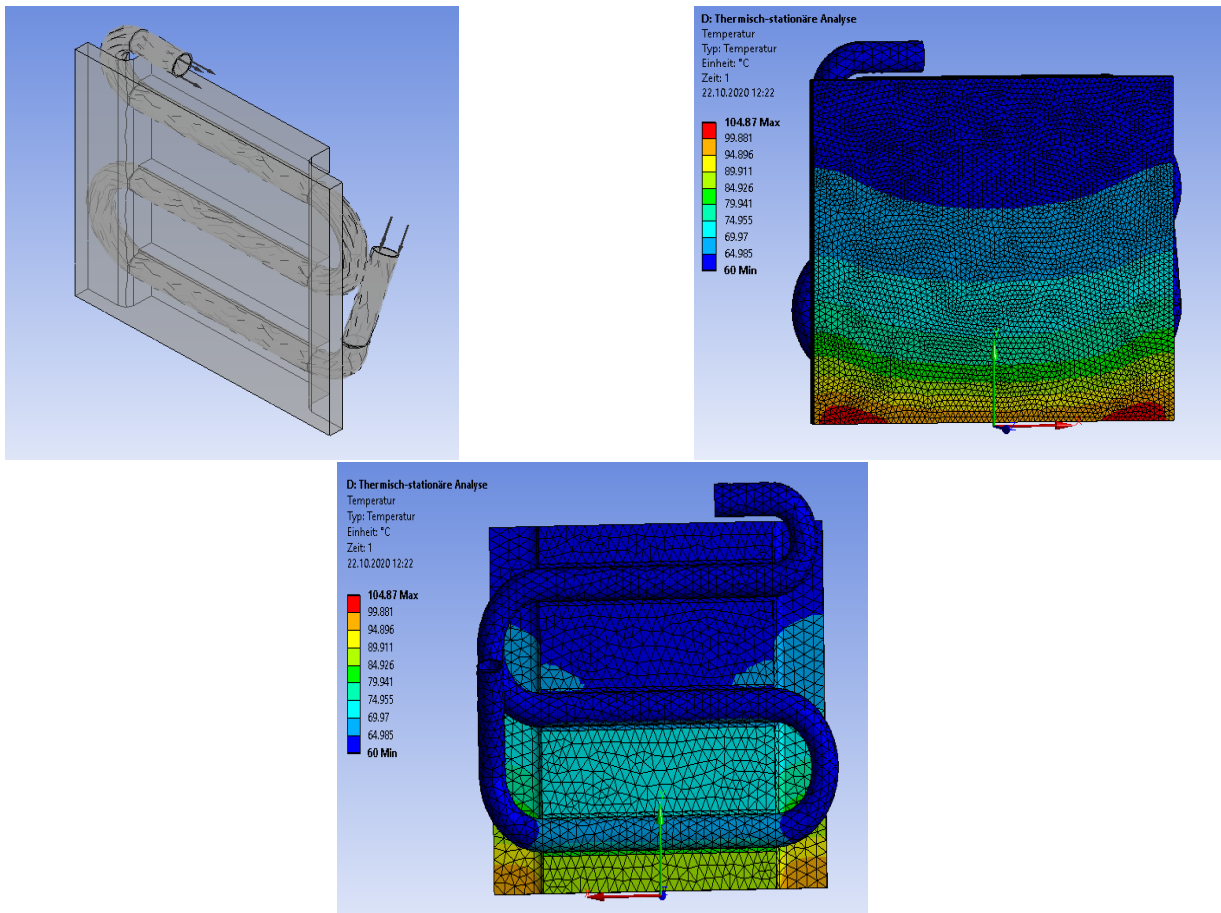 D: Thermisch-stationäre Analyse
Temperatur
Typ: Temperatur
Einheit: °C
Zeit: 1
22.10.2020 12:22
104.87 Max
99.881
94.896
89.911
84.926
79.941
74.955
69.97
64.985
60 Min
D: Thermisch-stationäre Analyse
Temperatur
Typ: Temperatur
Einheit: °C
Zeit: 1
22.10.2020 12:22
104.87 Max
99.881
94.896
89.911
84.926
79.941
74.955
69.97
64.985
60 Min